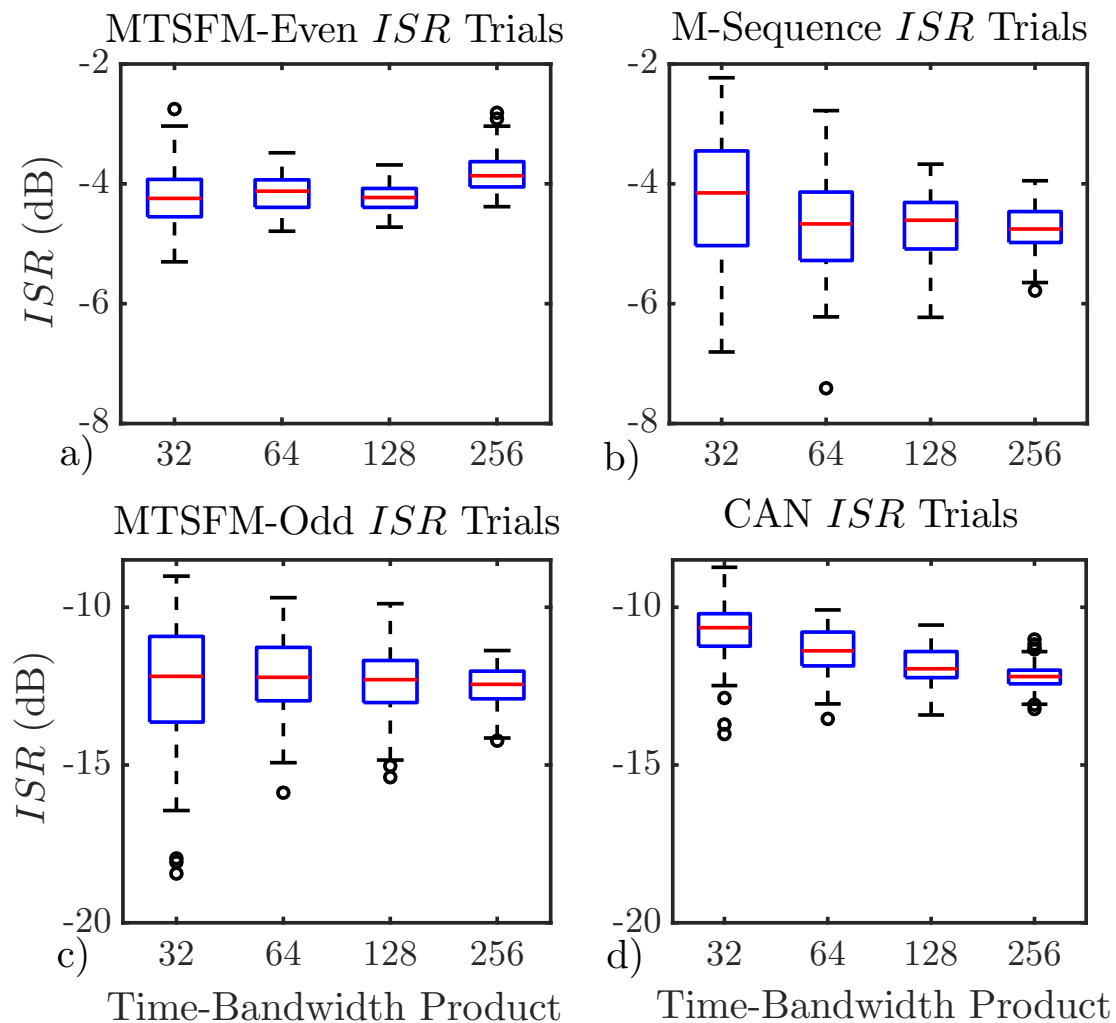 MTSFM-Even ISR Trials
ISR (dB)
-2
-4
-6
-8
32 64 128 256
a)
M-Sequence ISR Trials
-2
-4
-6
-8
32 64 128 256
b)
MTSFM-Odd ISR Trials
ISR (dB)
-10
-15
-20
32 64 128 256
c)
Time-Bandwidth Product
CAN ISR Trials
-10
-15
-20
32 64 128 256
d)
Time-Bandwidth Product